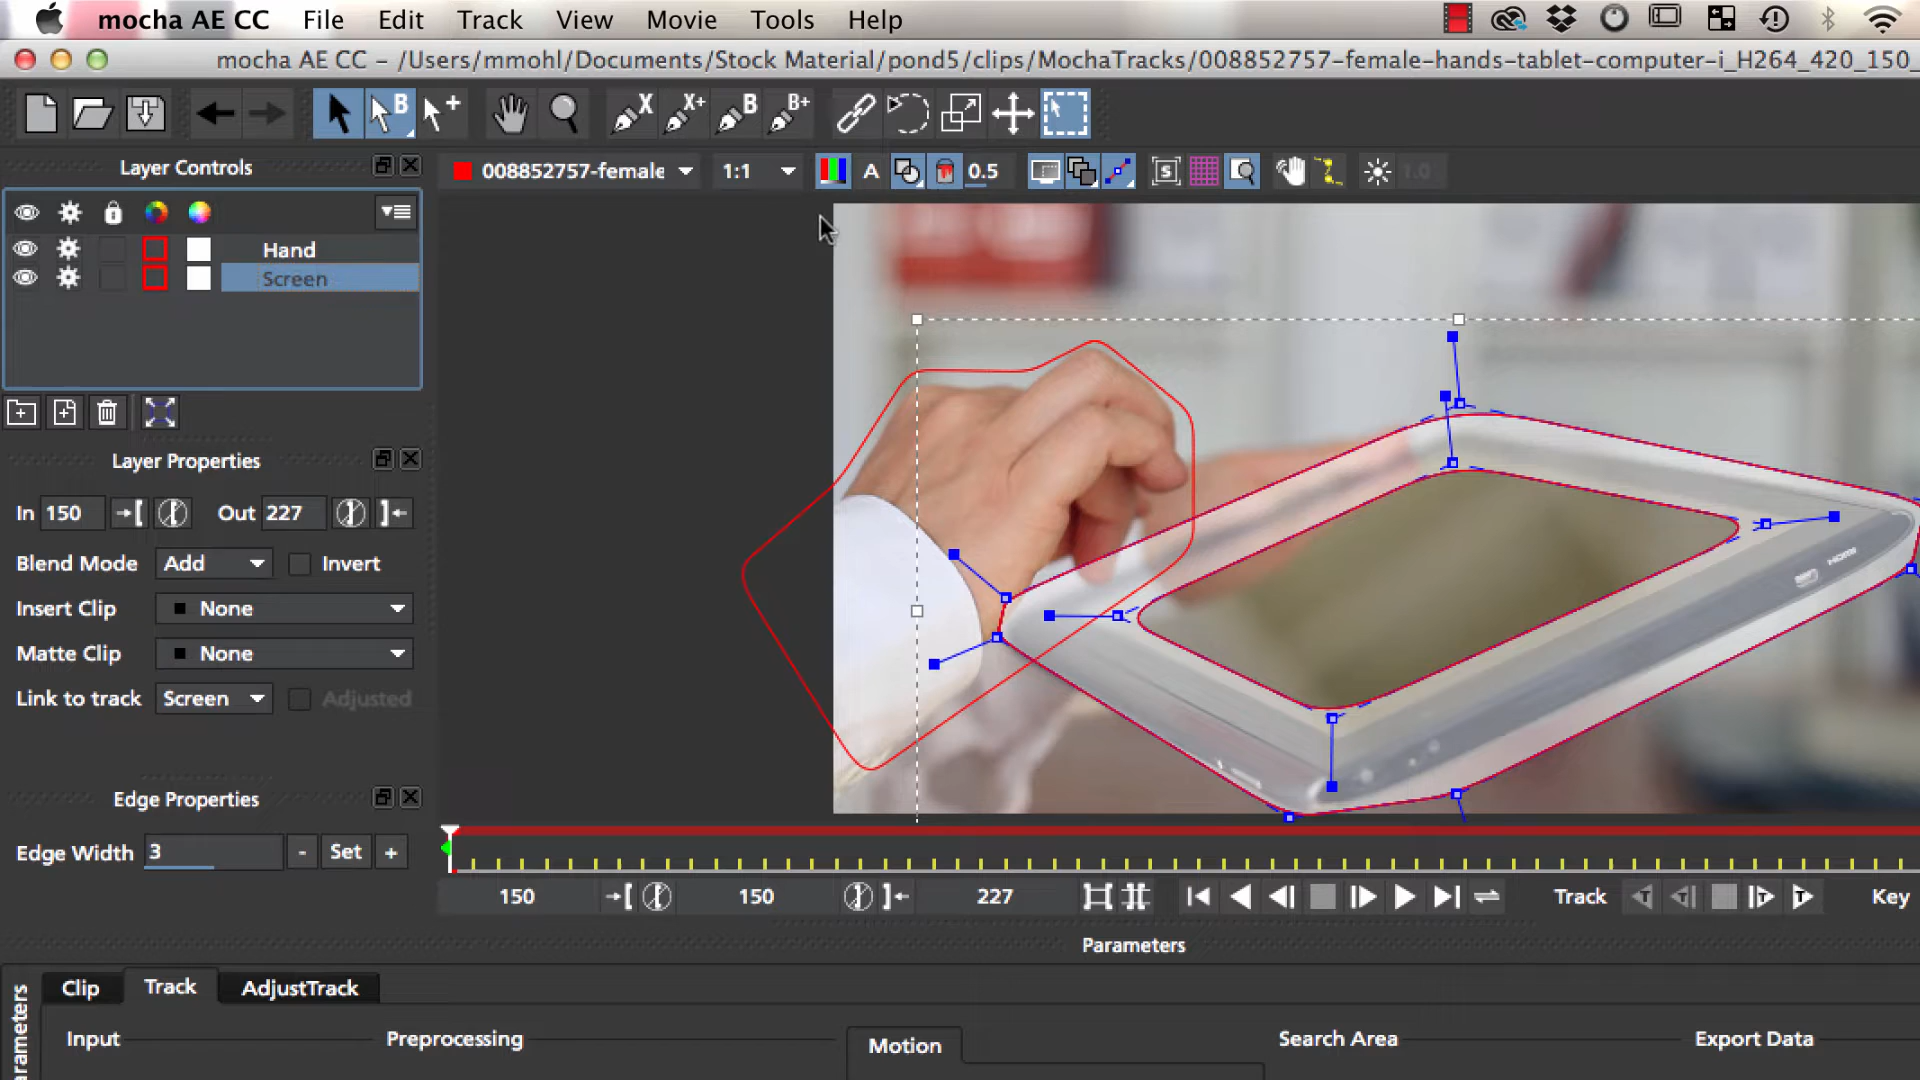 mocha AE CC File Edit Track View Movie Tools Help
mocha AE CC – /Users/mmohl/Documents/Stock Material/pond5/clips/MochaTracks/008852757-female-hands-tablet-computer-i_H264_420_150_
X X+ B B+
Layer Controls
008852757-female 1:1 A 0.5 S 1.0
Hand
Screen
Layer Properties
In 150 Out 227
Blend Mode Add Invert
Insert Clip None
Matte Clip None
Link to track Screen Adjusted
HDMI
Edge Properties
Edge Width 3 - Set +
150 150 227 Track Key
Parameters
Clip Track AdjustTrack
Input Preprocessing Motion Search Area Export Data